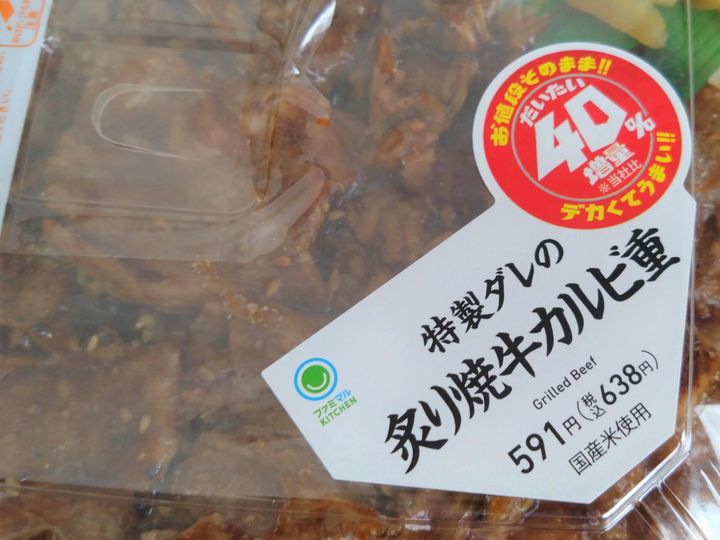 お値段そのまま!!
だいたい
40%
増量
※当社比
デカくてうまい!!
特製ダレの
炙り焼牛カルビ重
Grilled Beef
591円(税込638円)
国産米使用
ファミマル
KITCHEN